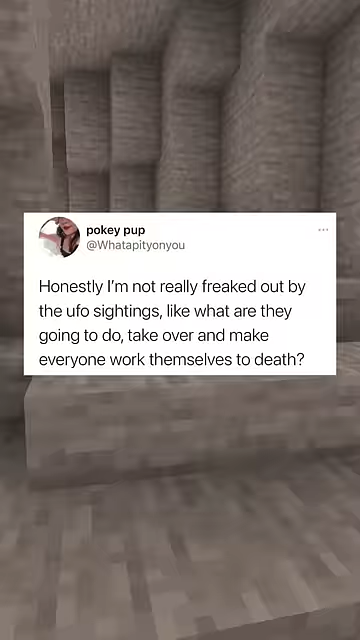 pokey pup
@Whatapityonyou
Honestly I'm not really freaked out by
the ufo sightings, like what are they
going to do, take over and make
everyone work themselves to death?